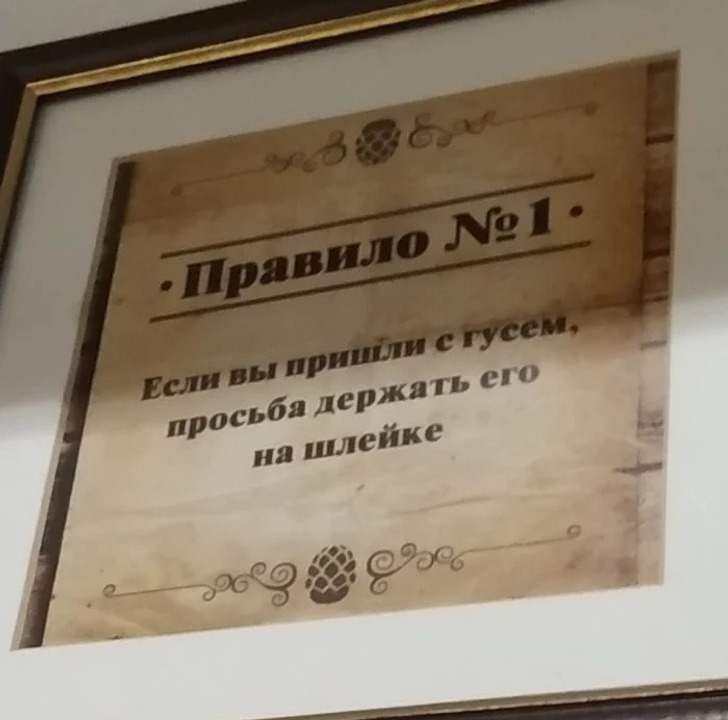 · Правило №1 ·
Если вы пришли с гусем,
просьба держать его
на шлейке